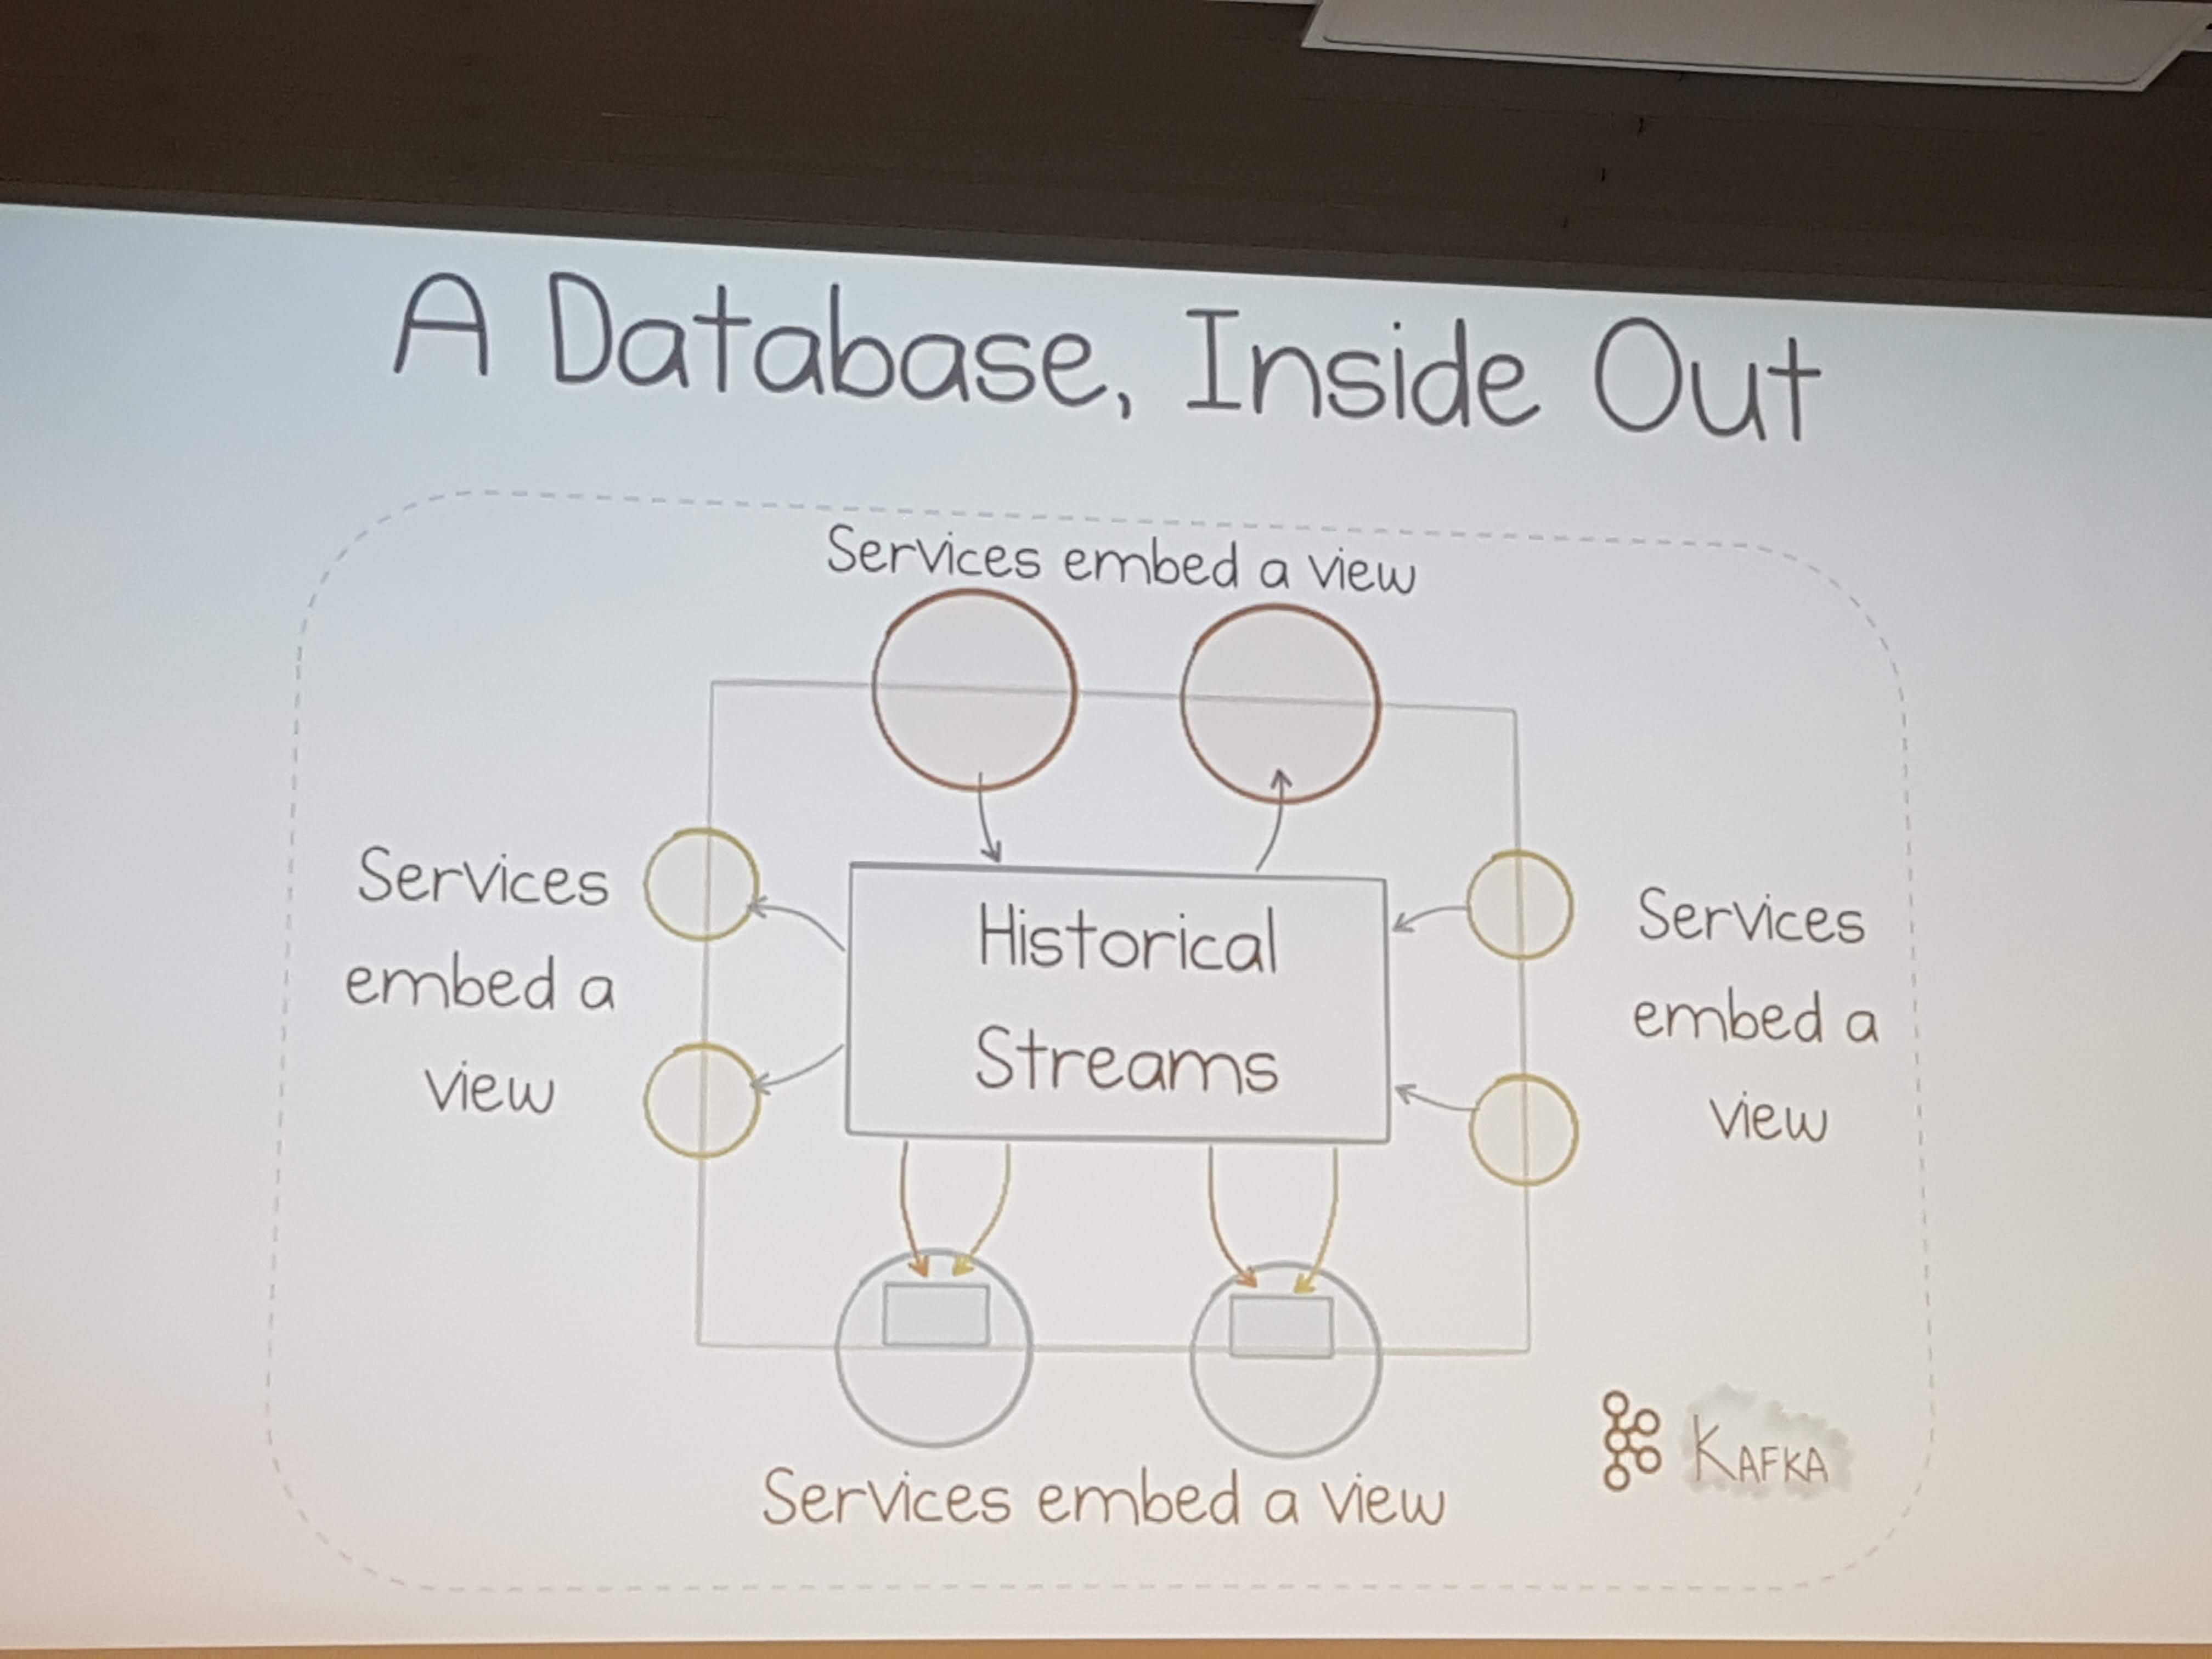 A Database, Inside Out
Services embed a view
Services
embed a
view
Historical
Streams
Services
embed a
view
Services embed a view
KAFKA